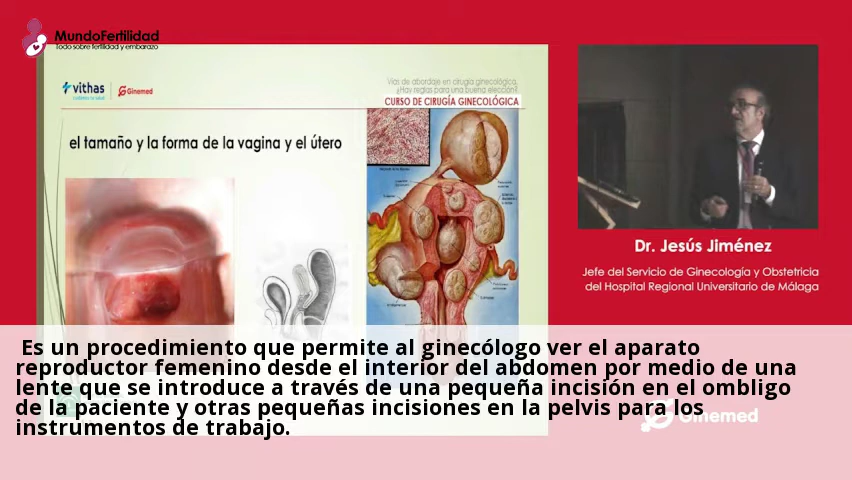 MundoFertilidad
Todo sobre fertilidad y embarazo
vithas
Ginemed
Vías de abordaje en cirugía ginecológica.
¿Hay reglas para una buena elección?
CURSO DE CIRUGÍA GINECOLÓGICA
el tamaño y la forma de la vagina y el útero
Dr. Jesús Jiménez
Jefe del Servicio de Ginecología y Obstetricia
del Hospital Regional Universitario de Málaga
Es un procedimiento que permite al ginecólogo ver el aparato
reproductor femenino desde el interior del abdomen por medio de una
lente que se introduce a través de una pequeña incisión en el ombligo
de la paciente y otras pequeñas incisiones en la pelvis para los
instrumentos de trabajo.
Ginemed